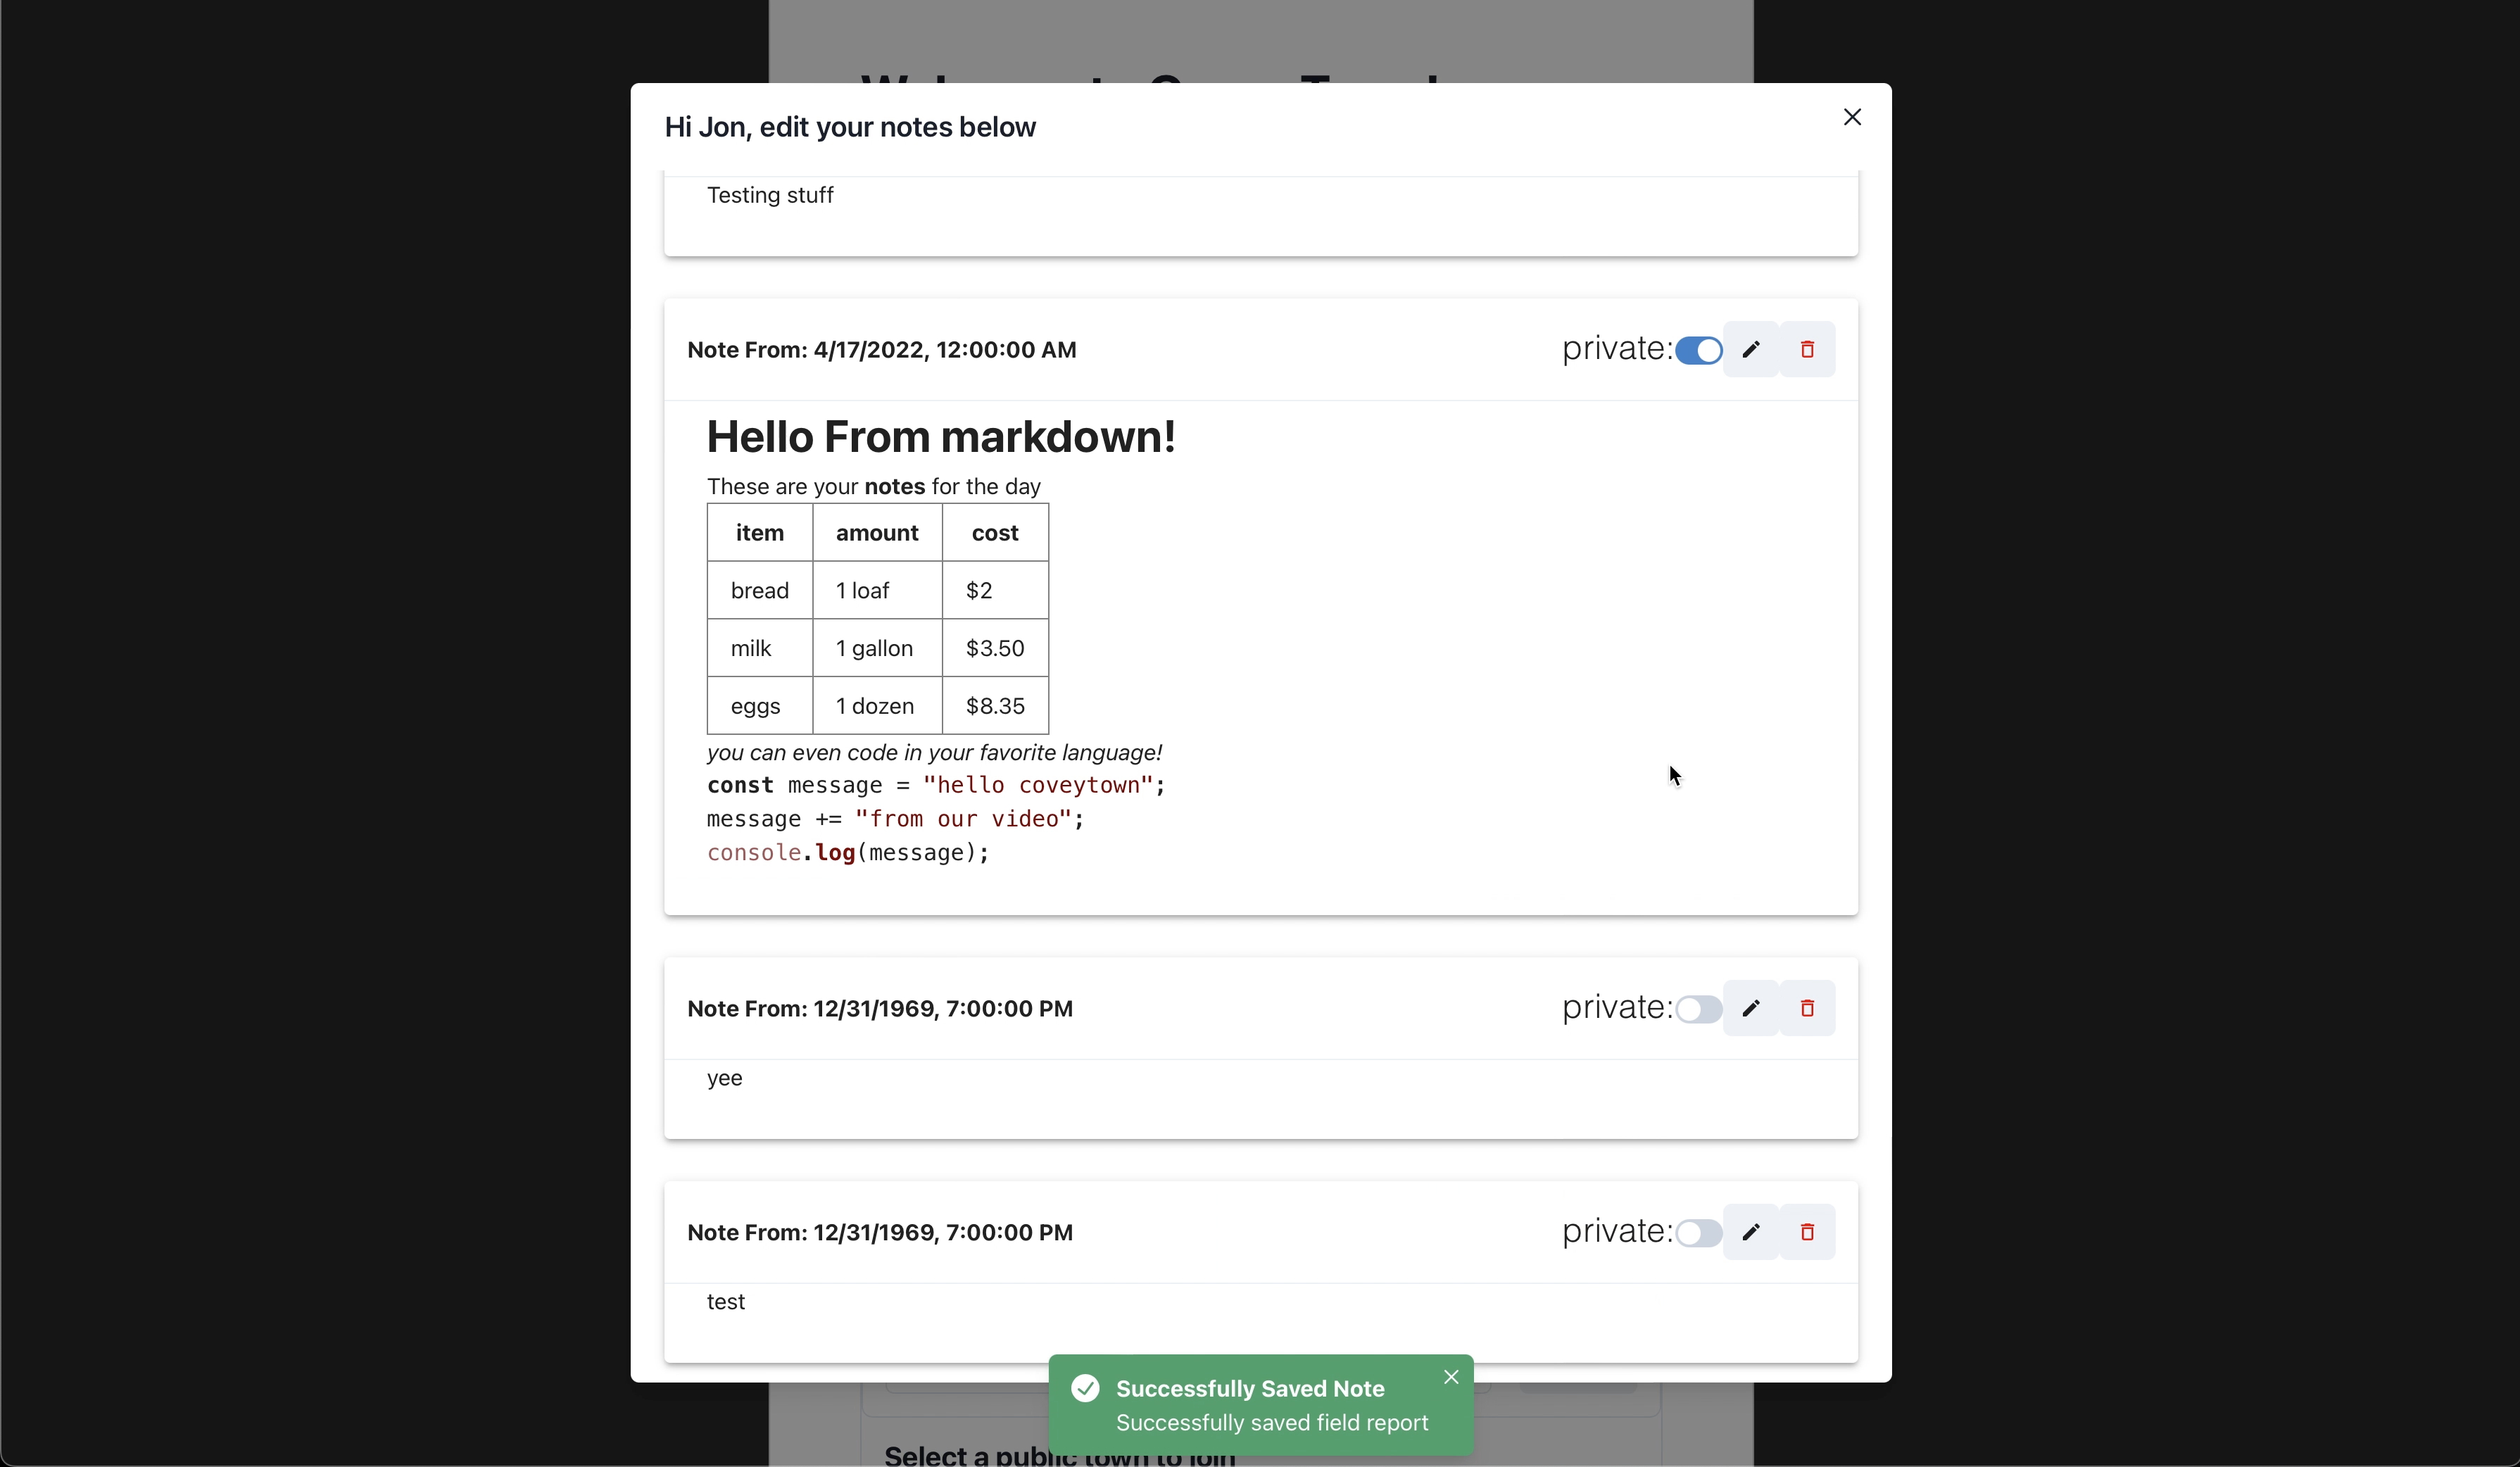 Hi Jon, edit your notes below
Testing stuff
Note From: 4/17/2022, 12:00:00 AM private:
Hello From markdown!
These are your notes for the day
item amount cost
bread 1 loaf $2
milk 1 gallon $3.50
eggs 1 dozen $8.35
you can even code in your favorite language!
const message = "hello coveytown";
message += "from our video";
console.log(message);
Note From: 12/31/1969, 7:00:00 PM private:
yee
Note From: 12/31/1969, 7:00:00 PM private:
test
Successfully Saved Note
Successfully saved field report
Select a public town to join